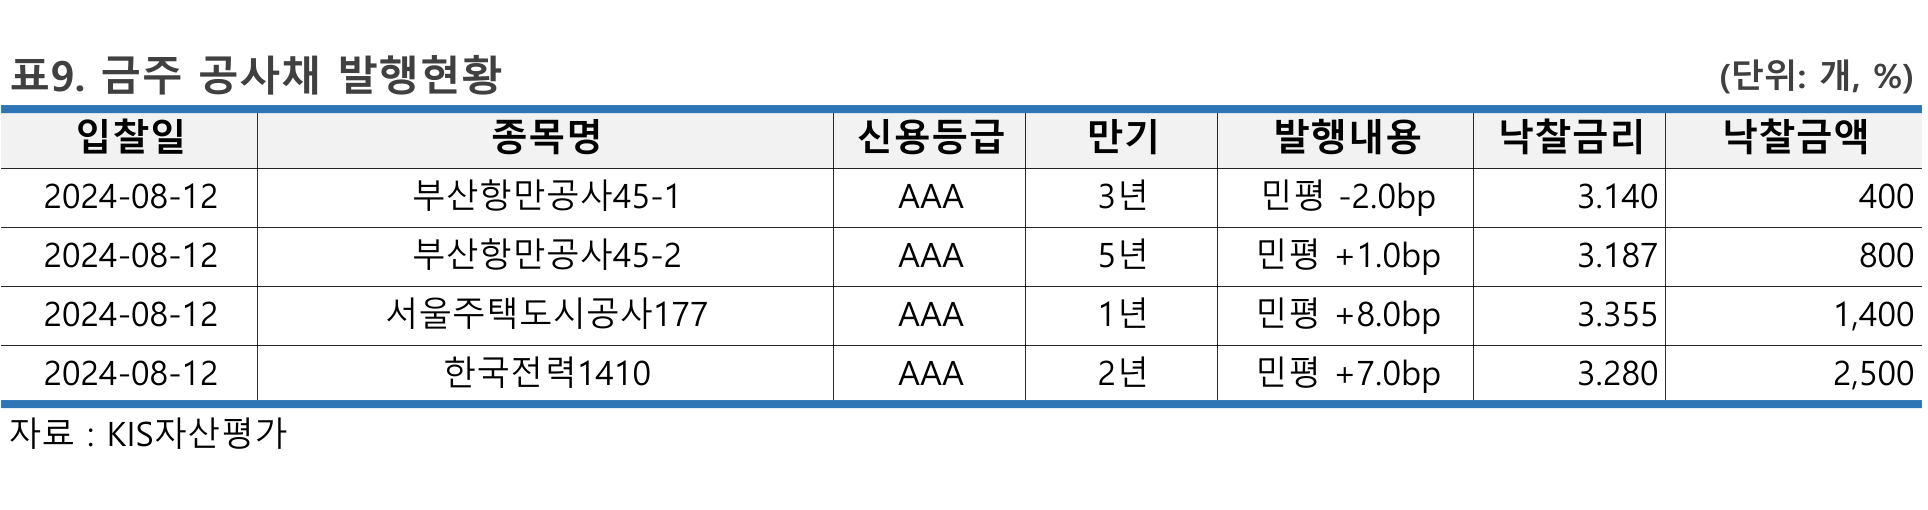 표9. 금주 공사채 발행현황 (단위: 개, %)
입찰일 종목명 신용등급 만기 발행내용 낙찰금리 낙찰금액
2024-08-12 부산항만공사45-1 AAA 3년 민평 -2.0bp 3.140 400
2024-08-12 부산항만공사45-2 AAA 5년 민평 +1.0bp 3.187 800
2024-08-12 서울주택도시공사177 AAA 1년 민평 +8.0bp 3.355 1,400
2024-08-12 한국전력1410 AAA 2년 민평 +7.0bp 3.280 2,500
자료 : KIS자산평가